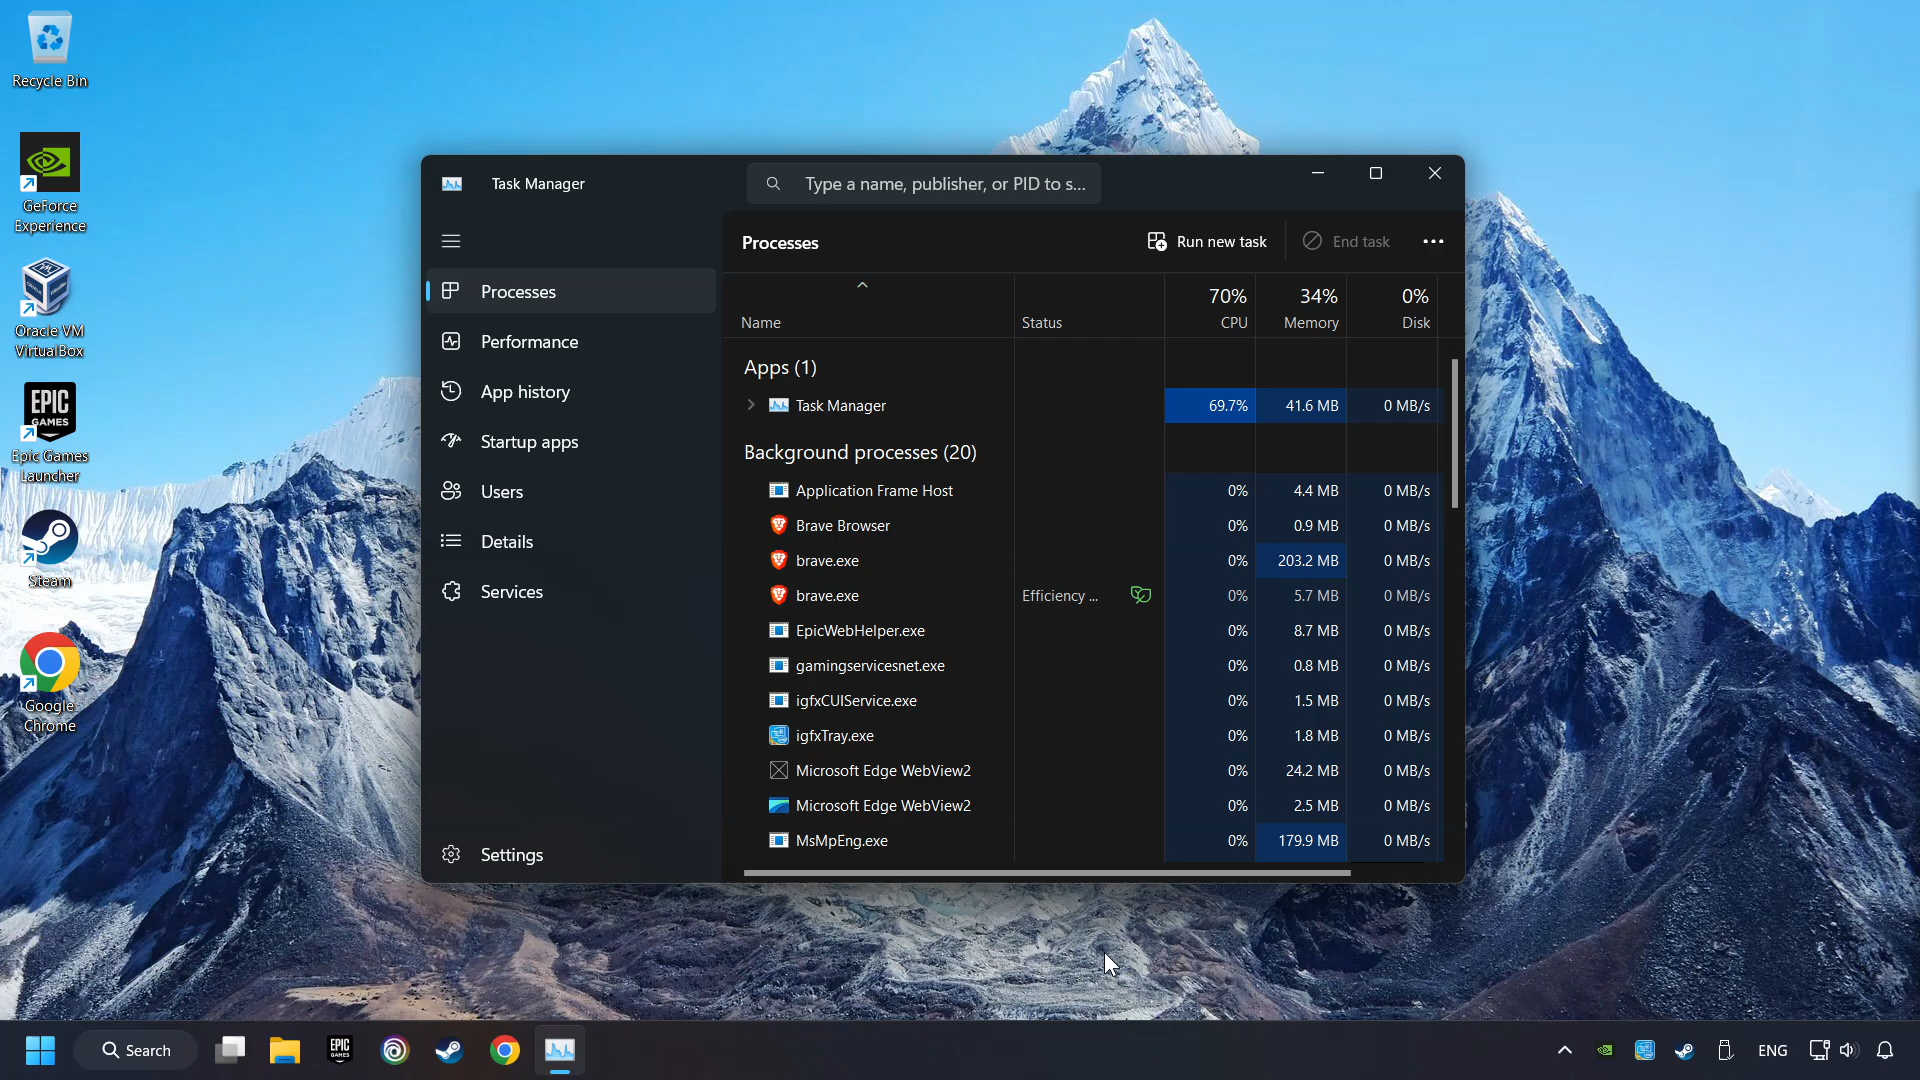 Recycle Bin
GeForce
Experience
Oracle VM
VirtualBox
EPIC
GAMES
Epic Games
Launcher
Steam
Google
Chrome
Task Manager
Type a name, publisher, or PID to s...
Processes
Performance
App history
Startup apps
Users
Details
Services
Settings
Processes
Run new task
End task
70% 34% 0%
Name Status CPU Memory Disk
Apps (1)
Task Manager 69.7% 41.6 MB 0 MB/s
Background processes (20)
Application Frame Host 0% 4.4 MB 0 MB/s
Brave Browser 0% 0.9 MB 0 MB/s
brave.exe 0% 203.2 MB 0 MB/s
brave.exe Efficiency ... 0% 5.7 MB 0 MB/s
EpicWebHelper.exe 0% 8.7 MB 0 MB/s
gamingservicesnet.exe 0% 0.8 MB 0 MB/s
igfxCUIService.exe 0% 1.5 MB 0 MB/s
igfxTray.exe 0% 1.8 MB 0 MB/s
Microsoft Edge WebView2 0% 24.2 MB 0 MB/s
Microsoft Edge WebView2 0% 2.5 MB 0 MB/s
MsMpEng.exe 0% 179.9 MB 0 MB/s
Search
EPIC
GAMES
ENG